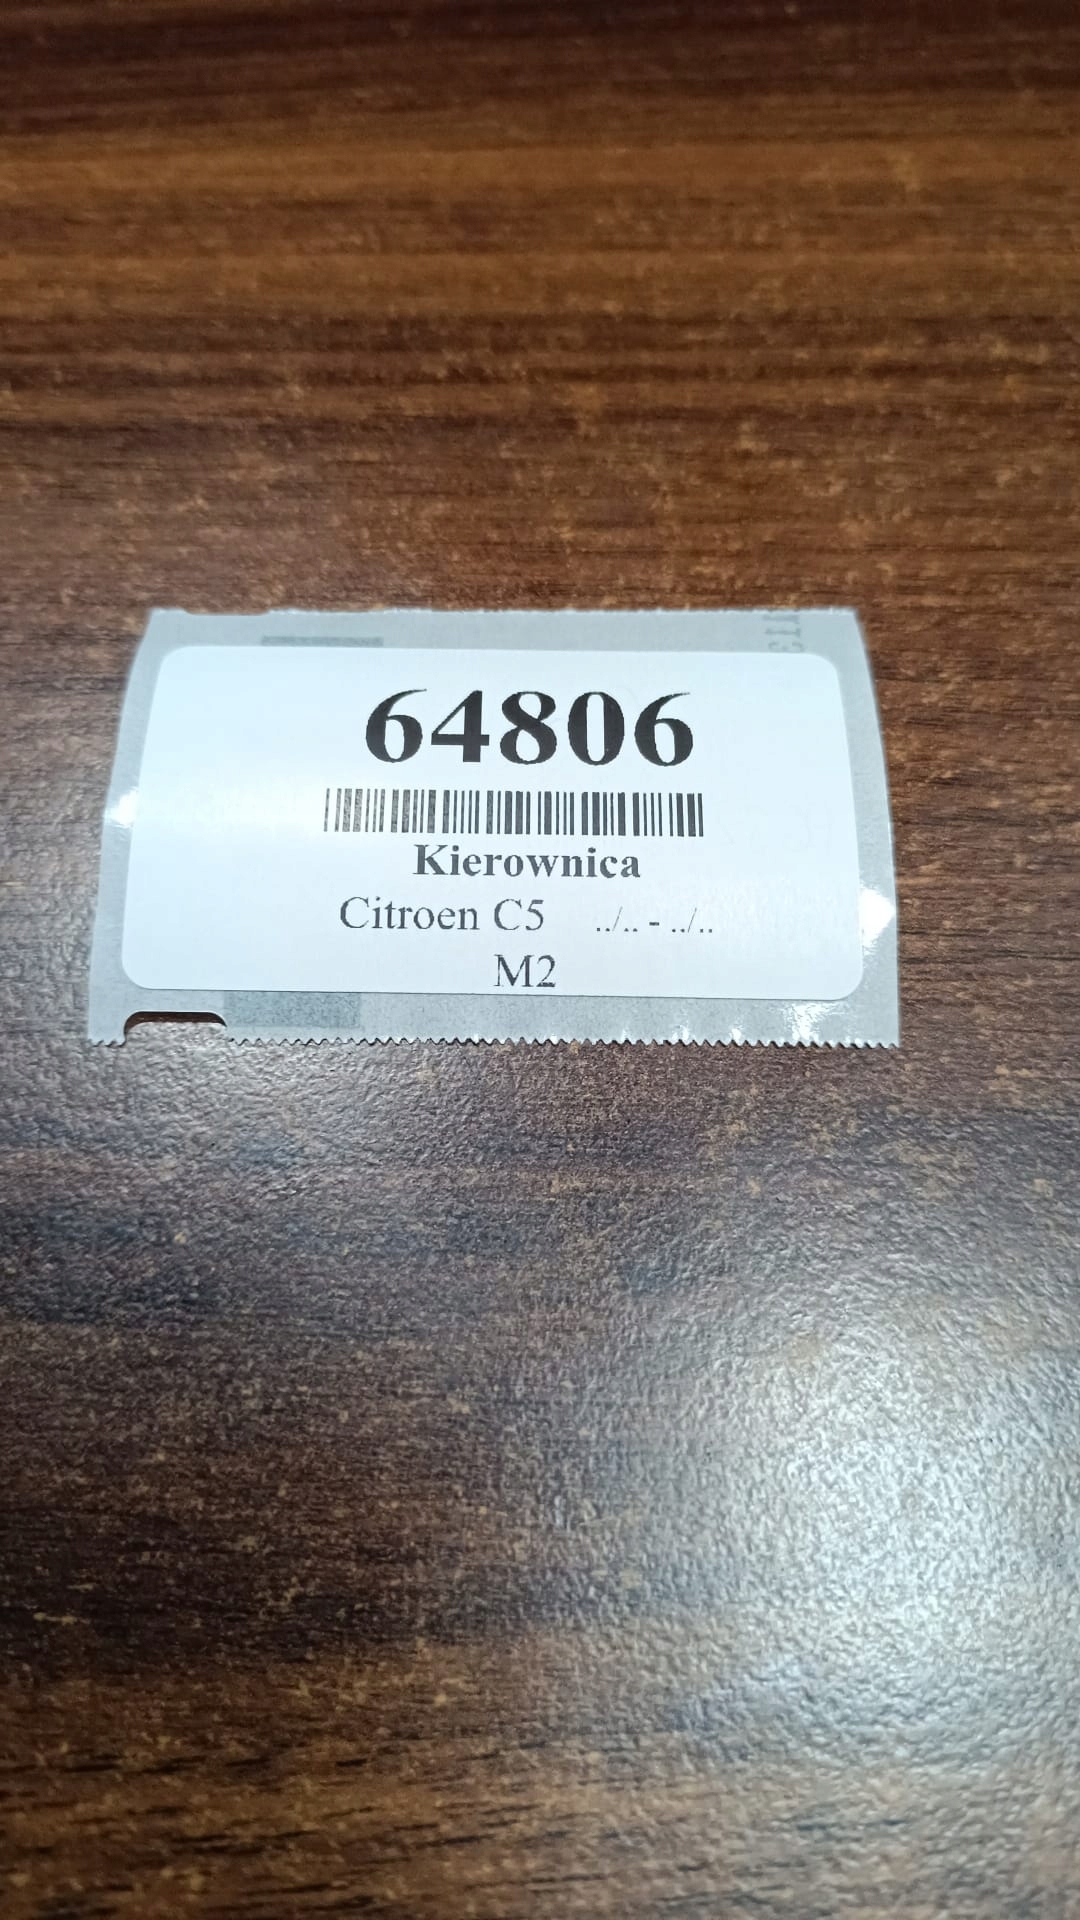 64806
Kierownica
Citroen C5 ../.. - ../..
M2